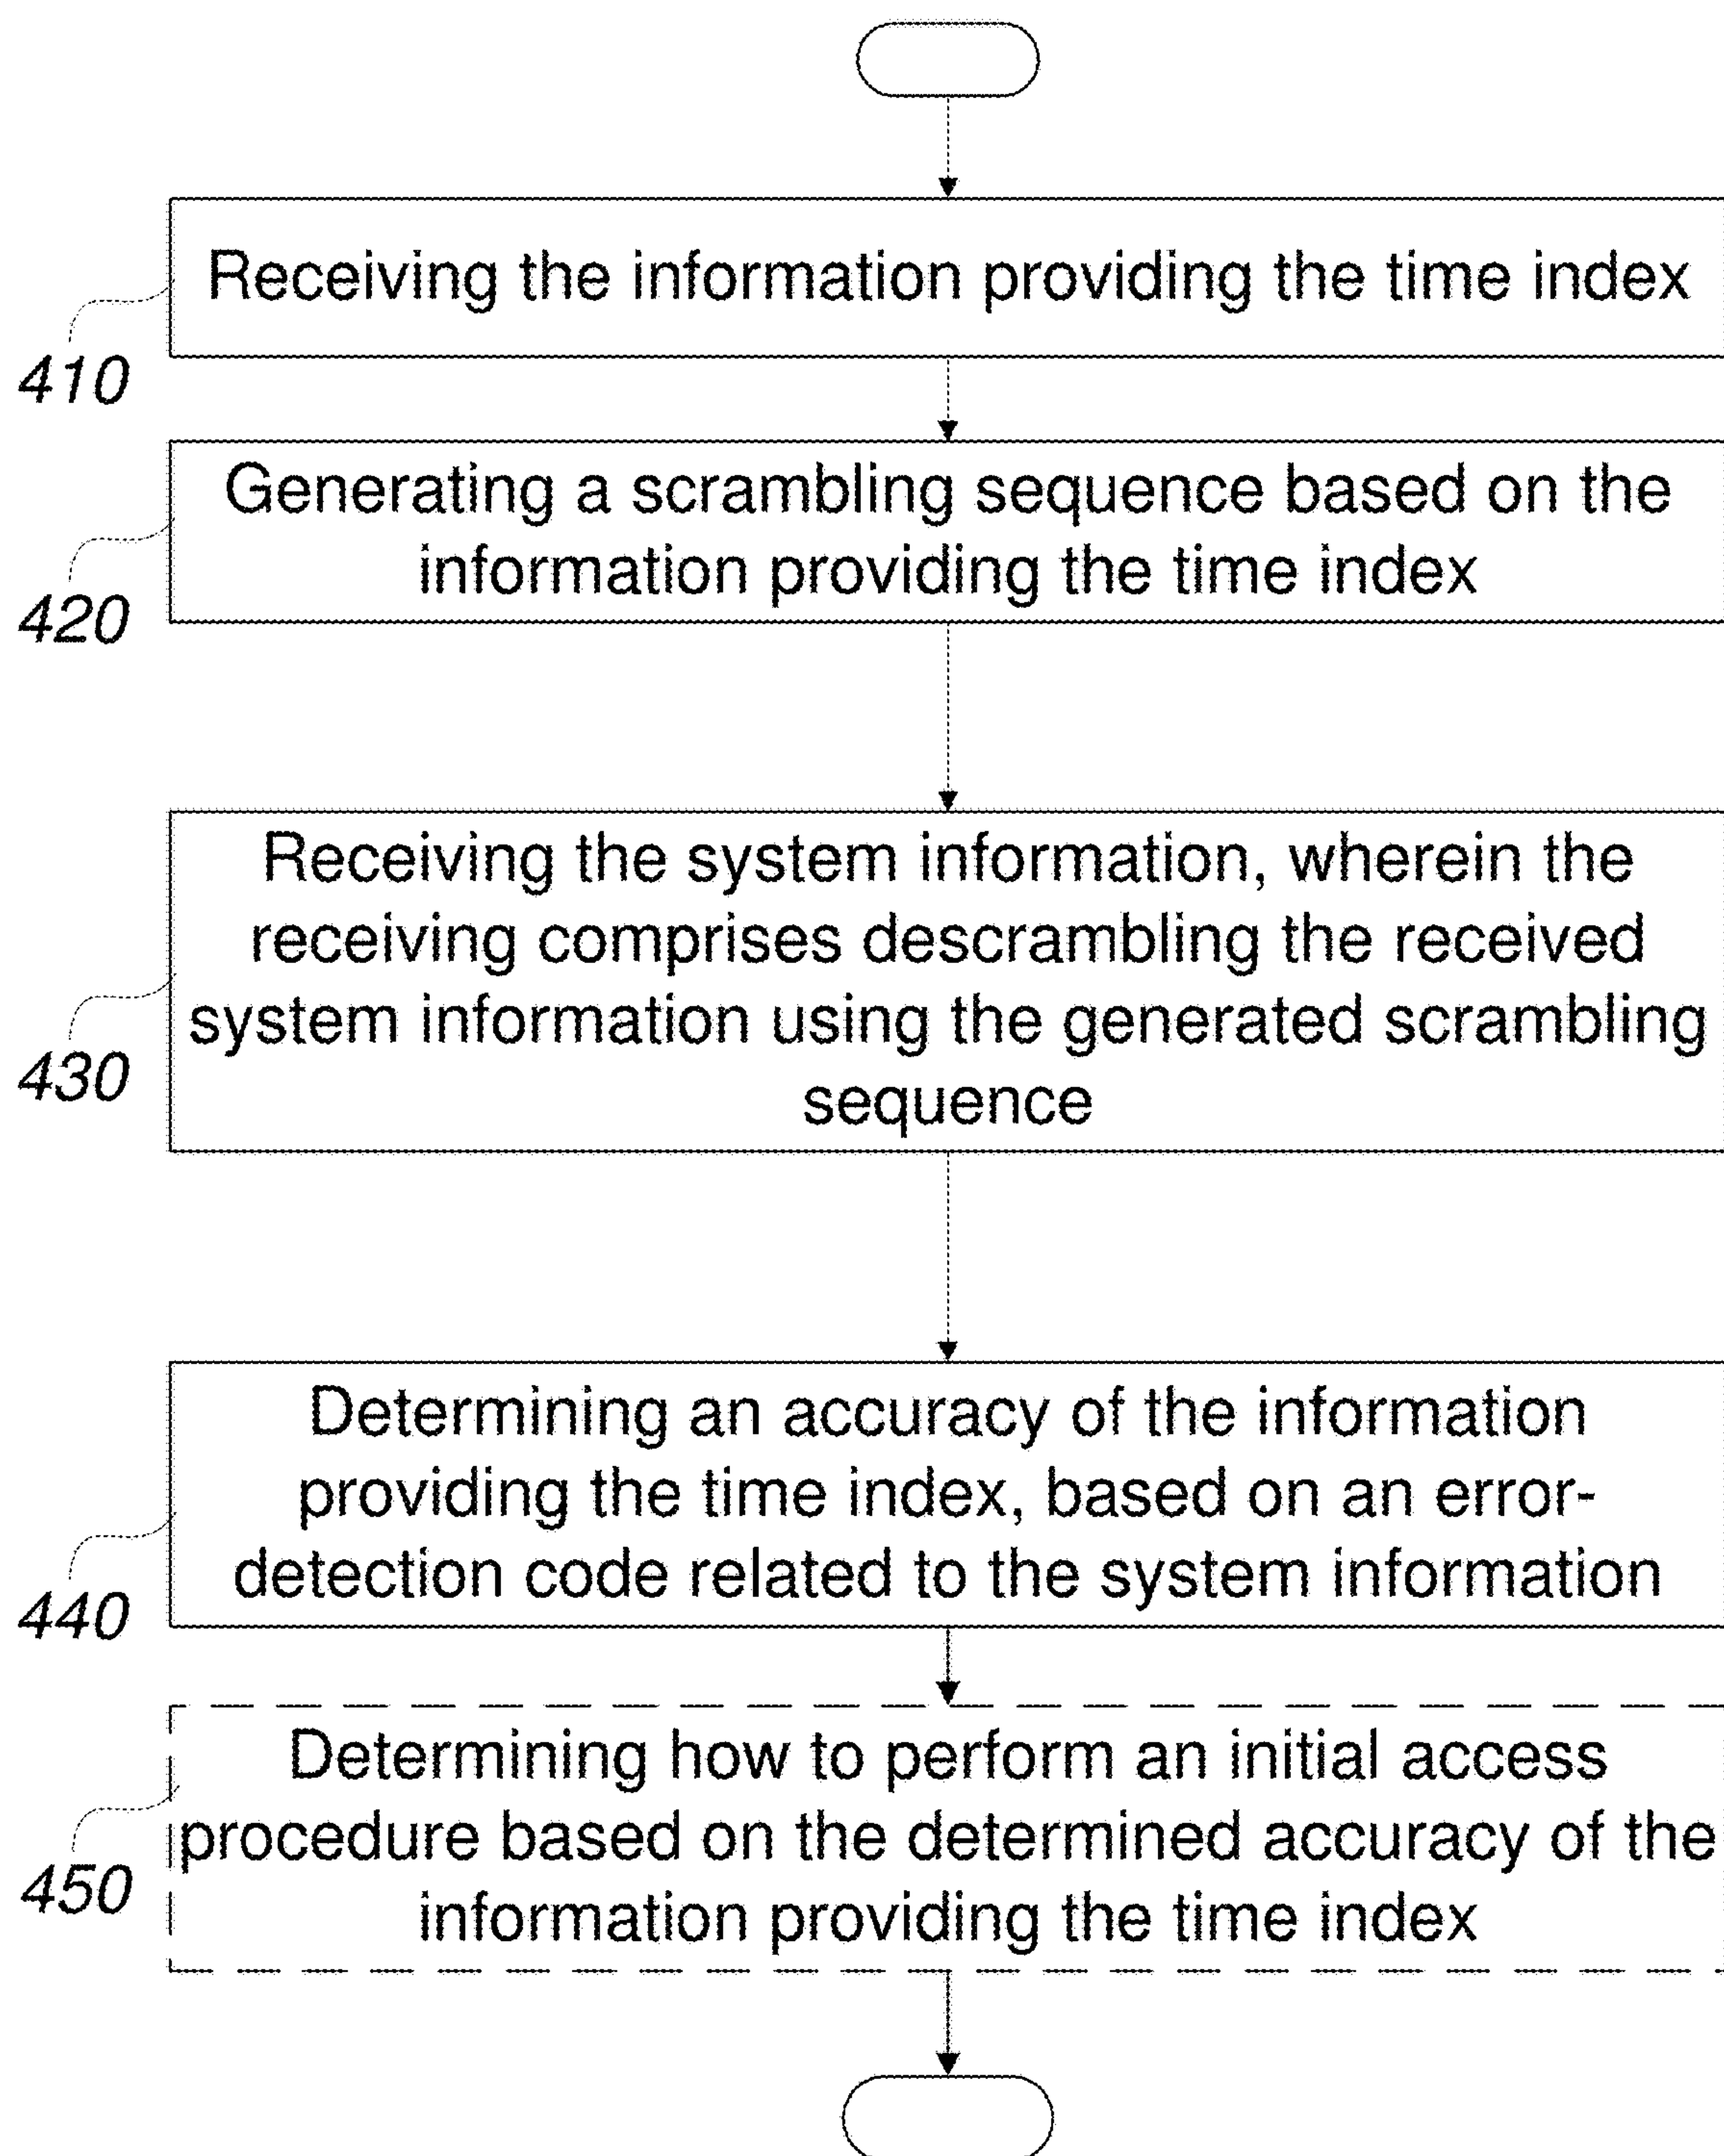 Receiving the information providing the time index
410
Generating a scrambling sequence based on the
information providing the time index
420
Receiving the system information, wherein the
receiving comprises descrambling the received
system information using the generated scrambling
sequence
430
Determining an accuracy of the information
providing the time index, based on an error-
detection code related to the system information
440
Determining how to perform an initial access
procedure based on the determined accuracy of the
information providing the time index
450